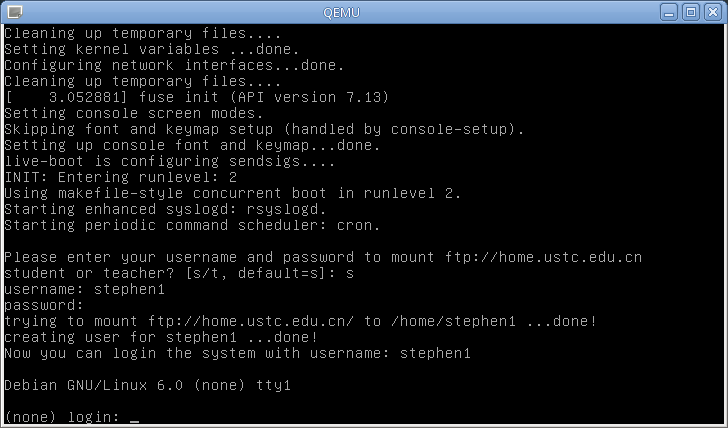 QEMU
Cleaning up temporary files....
Setting kernel variables ...done.
Configuring network interfaces...done.
Cleaning up temporary files....
[    3.052881] fuse init (API version 7.13)
Setting console screen modes.
Skipping font and keymap setup (handled by console-setup).
Setting up console font and keymap...done.
live-boot is configuring sendsigs....
INIT: Entering runlevel: 2
Using makefile-style concurrent boot in runlevel 2.
Starting enhanced syslogd: rsyslogd.
Starting periodic command scheduler: cron.
Please enter your username and password to mount ftp://home.ustc.edu.cn
student or teacher? [s/t, default=s]: s
username: stephen1
password:
trying to mount ftp://home.ustc.edu.cn/ to /home/stephen1 ...done!
creating user for stephen1 ...done!
Now you can login the system with username: stephen1
Debian GNU/Linux 6.0 (none) tty1
(none) login: _